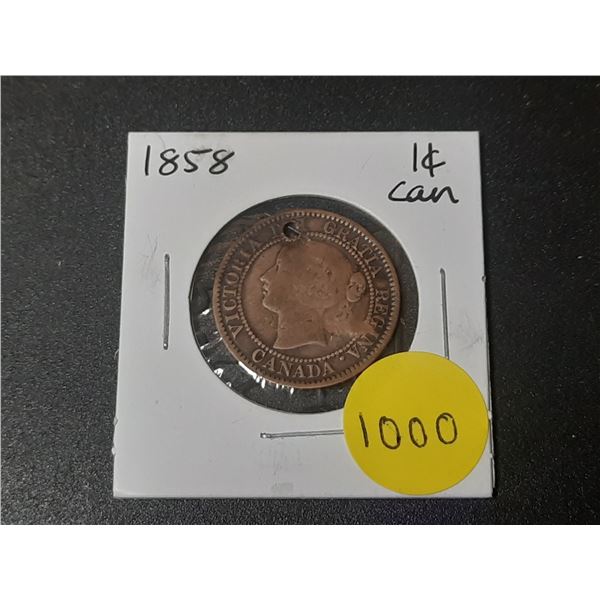 1858 1¢
can
VICTORIA GRATIA REGINA.
CANADA
1000